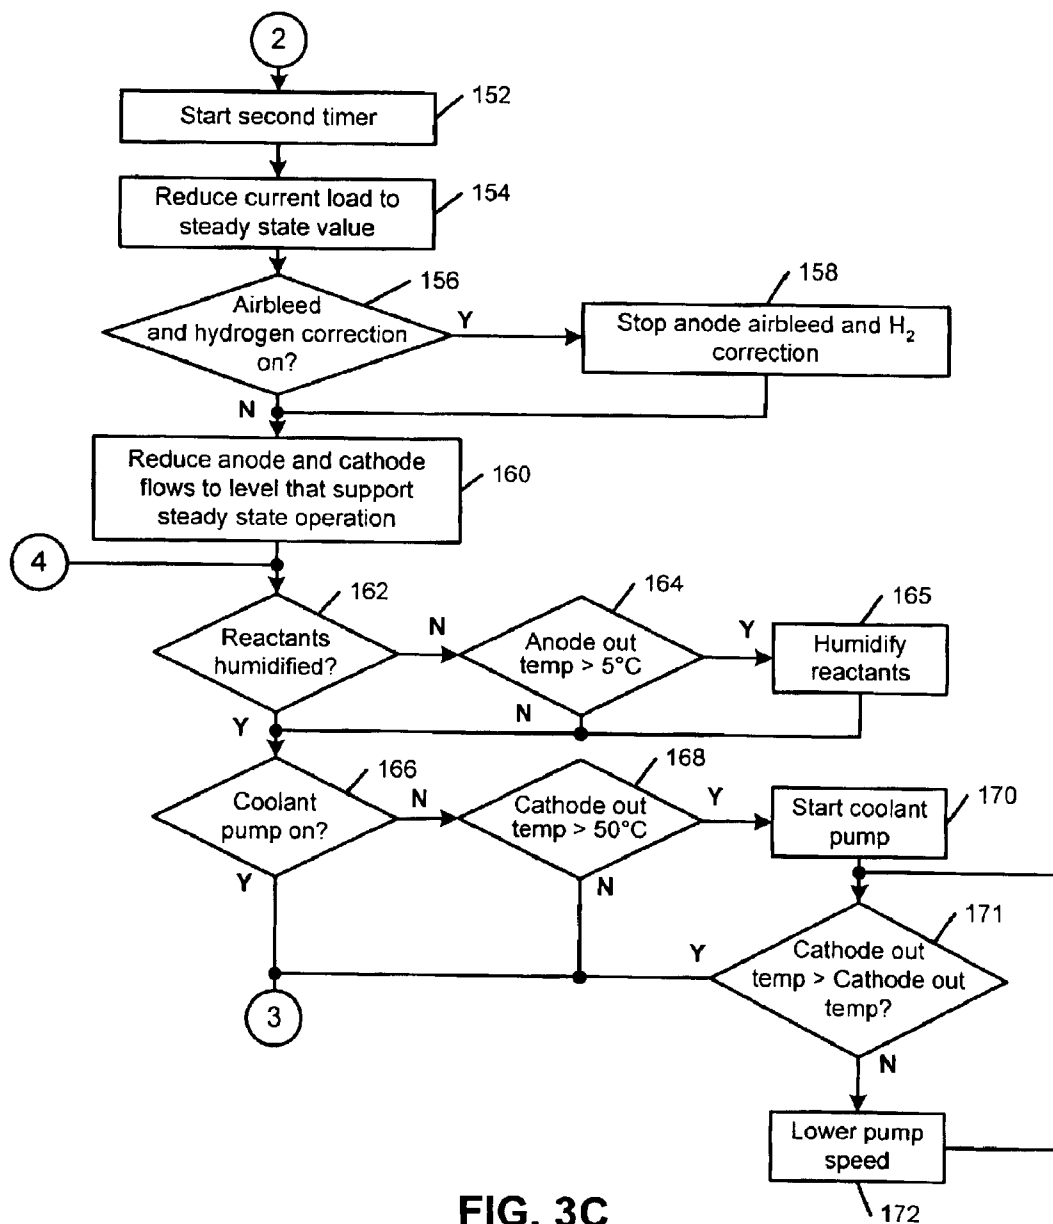 2
152
Start second timer
154
Reduce current load to
steady state value
156
158
Airbleed
and hydrogen correction
on?
Y
Stop anode airbleed and H₂
correction
N
Reduce anode and cathode
flows to level that support
steady state operation
160
4
162
164
165
Reactants
humidified?
N
Anode out
temp > 5°C
Y
Humidify
reactants
Y
N
166
168
170
Coolant
pump on?
N
Cathode out
temp > 50°C
Y
Start coolant
pump
Y
N
171
Y
Cathode out
temp > Cathode out
temp?
3
N
Lower pump
speed
172
FIG. 3C